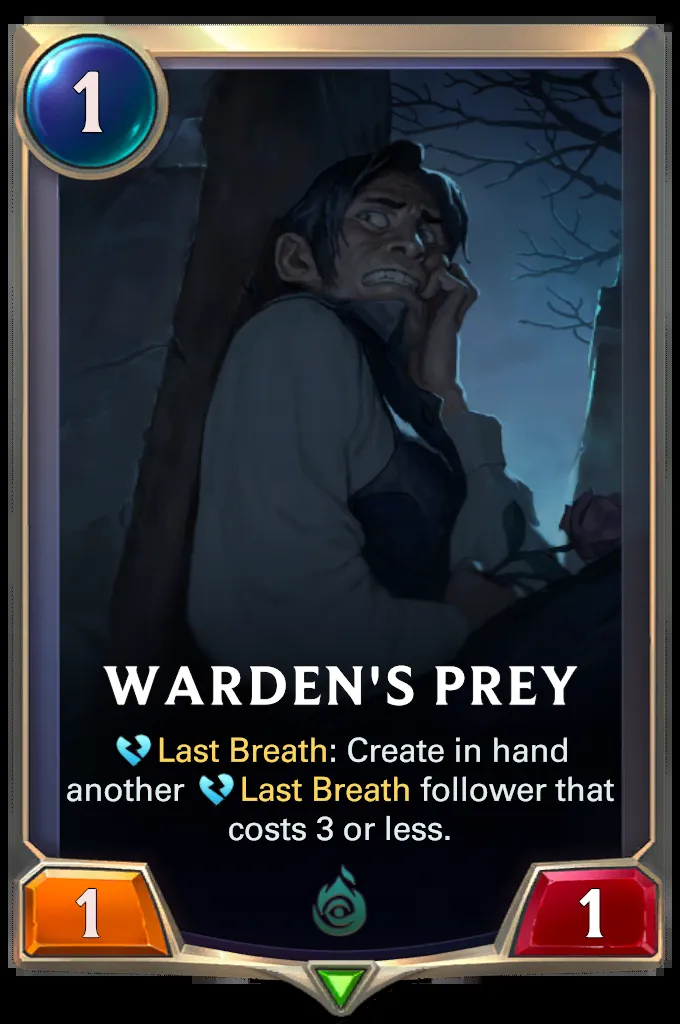 1
WARDEN'S PREY
Last Breath: Create in hand
another Last Breath follower that
costs 3 or less.
1 1